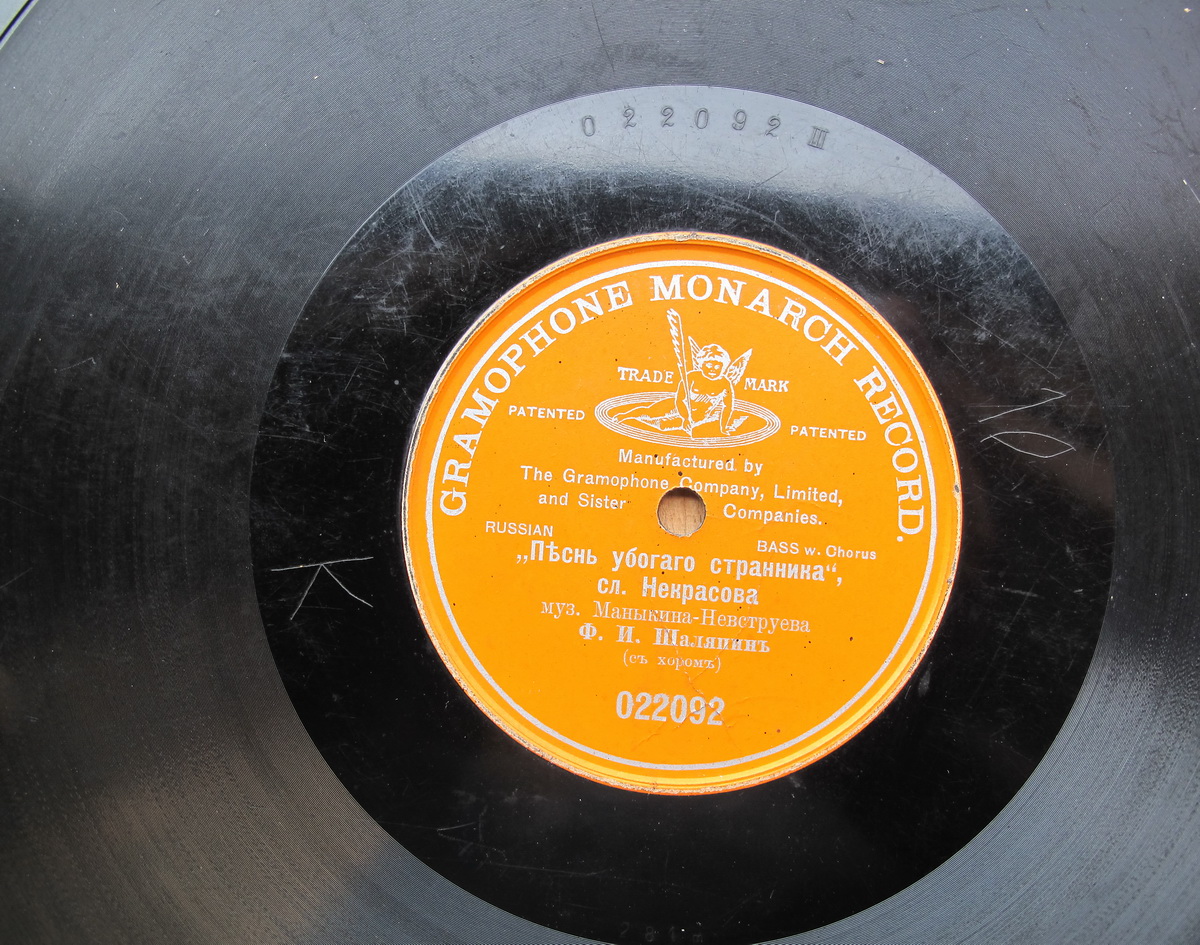 022092 III
GRAMOPHONE MONARCH RECORD.
TRADE MARK
PATENTED PATENTED
Manufactured by
The Gramophone Company, Limited,
and Sister Companies.
RUSSIAN BASS w. Chorus
„Пѣснь убогаго странника“,
сл. Некрасова
муз. Маныкина-Невструева
Ф. И. Шаляпинъ
(съ хоромъ)
022092